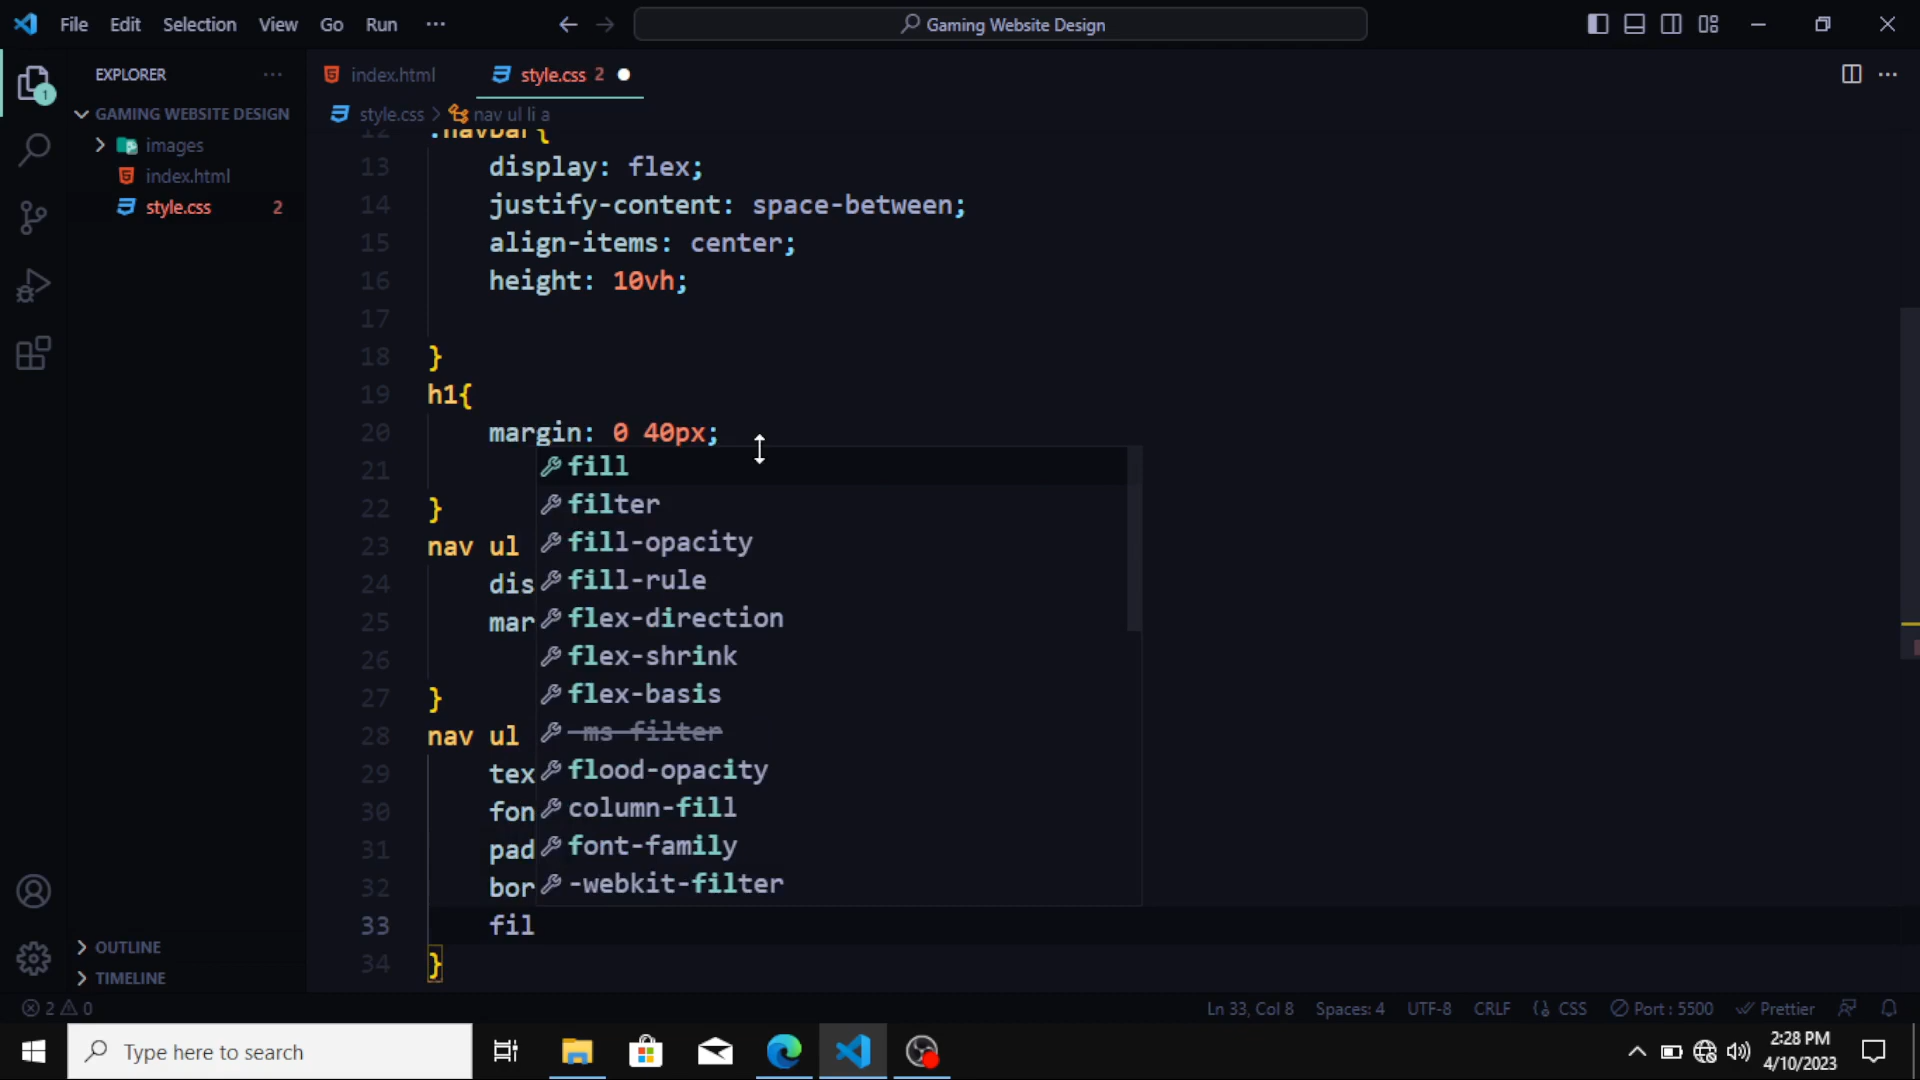 File Edit Selection View Go Run ··· Gaming Website Design
EXPLORER ··· index.html style.css 2
GAMING WEBSITE DESIGN style.css > nav ul li a
images
index.html
style.css 2
12 .navbar{
13 display: flex;
14 justify-content: space-between;
15 align-items: center;
16 height: 10vh;
17
18 }
19 h1{
20 margin: 0 40px;
21 fill
22 } filter
23 nav ul fill-opacity
24 dis fill-rule
25 mar flex-direction
26 flex-shrink
27 } flex-basis
28 nav ul -ms-filter
29 tex flood-opacity
30 fon column-fill
31 pad font-family
32 bor -webkit-filter
33 fil
34 }
OUTLINE
TIMELINE
2 0 Ln 33, Col 8 Spaces: 4 UTF-8 CRLF CSS Port : 5500 Prettier
Type here to search
2:28 PM
4/10/2023
1